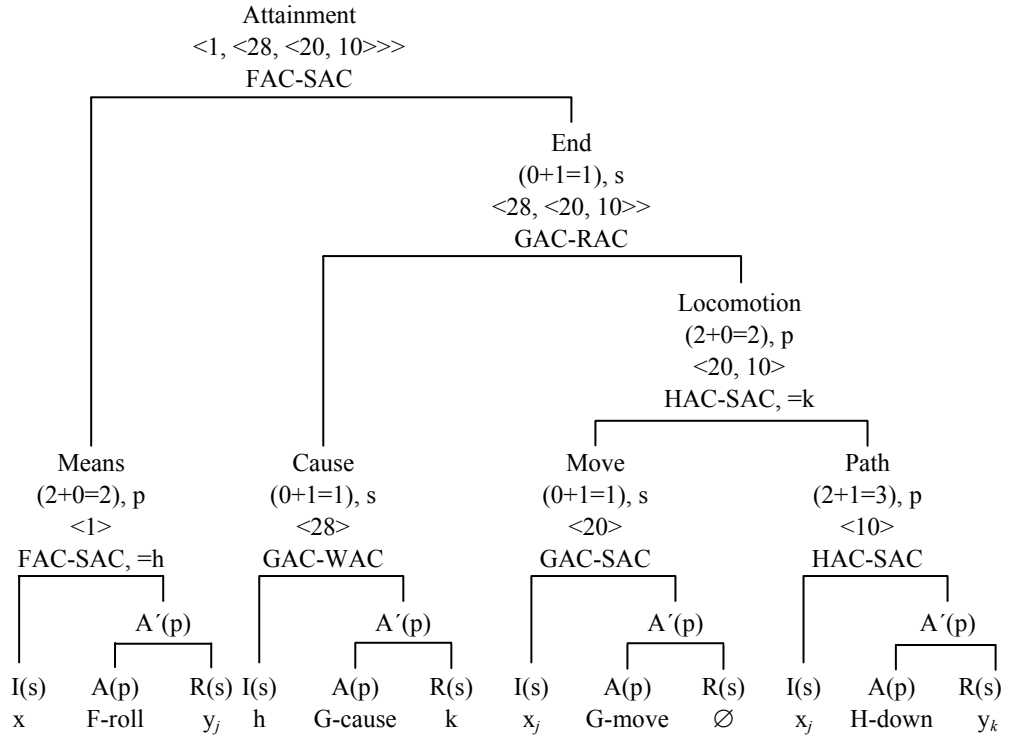 Attainment
<1, <28, <20, 10>>>
FAC-SAC
End
(0+1=1), s
<28, <20, 10>>
GAC-RAC
Locomotion
(2+0=2), p
<20, 10>
HAC-SAC, =k
Means Cause Move Path
(2+0=2), p (0+1=1), s (0+1=1), s (2+1=3), p
<1> <28> <20> <10>
FAC-SAC, =h GAC-WAC GAC-SAC HAC-SAC
A´(p) A´(p) A´(p) A´(p)
I(s) A(p) R(s) I(s) A(p) R(s) I(s) A(p) R(s) I(s) A(p) R(s)
x F-roll yⱼ h G-cause k xⱼ G-move ∅ xⱼ H-down yₖ